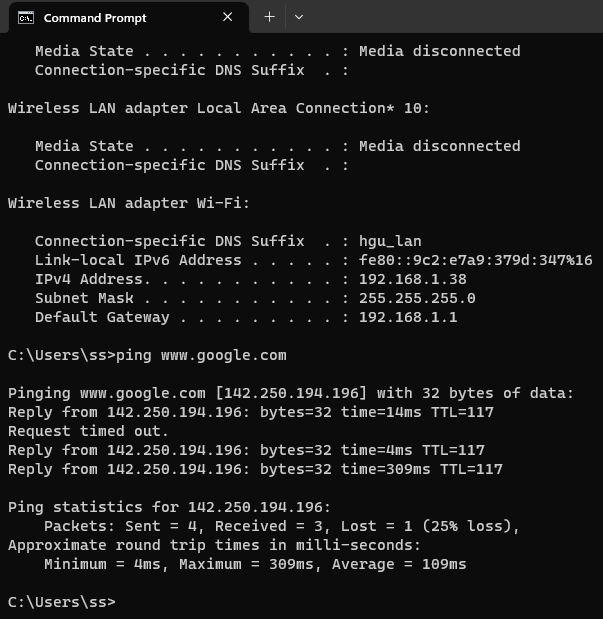 Command Prompt
   Media State . . . . . . . . . . . : Media disconnected
   Connection-specific DNS Suffix  . :
Wireless LAN adapter Local Area Connection* 10:
   Media State . . . . . . . . . . . : Media disconnected
   Connection-specific DNS Suffix  . :
Wireless LAN adapter Wi-Fi:
   Connection-specific DNS Suffix  . : hgu_lan
   Link-local IPv6 Address . . . . . : fe80::9c2:e7a9:379d:347%16
   IPv4 Address. . . . . . . . . . . : 192.168.1.38
   Subnet Mask . . . . . . . . . . . : 255.255.255.0
   Default Gateway . . . . . . . . . : 192.168.1.1
C:\Users\ss>ping www.google.com
Pinging www.google.com [142.250.194.196] with 32 bytes of data:
Reply from 142.250.194.196: bytes=32 time=14ms TTL=117
Request timed out.
Reply from 142.250.194.196: bytes=32 time=4ms TTL=117
Reply from 142.250.194.196: bytes=32 time=309ms TTL=117
Ping statistics for 142.250.194.196:
    Packets: Sent = 4, Received = 3, Lost = 1 (25% loss),
Approximate round trip times in milli-seconds:
    Minimum = 4ms, Maximum = 309ms, Average = 109ms
C:\Users\ss>